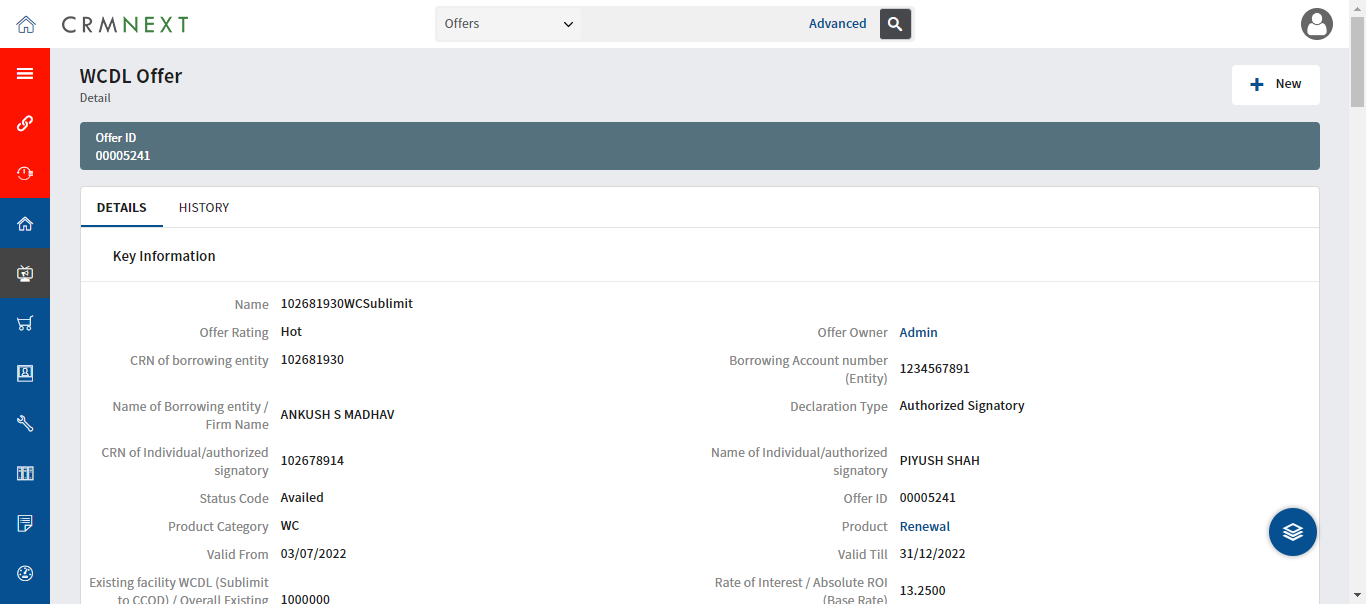 CRMNEXT
Offers
Advanced
WCDL Offer
Detail
New
Offer ID
00005241
DETAILS
HISTORY
Key Information
Name 102681930WCSublimit
Offer Rating Hot
Offer Owner Admin
CRN of borrowing entity 102681930
Borrowing Account number
(Entity) 1234567891
Name of Borrowing entity /
Firm Name ANKUSH S MADHAV
Declaration Type Authorized Signatory
CRN of Individual/authorized
signatory 102678914
Name of Individual/authorized
signatory PIYUSH SHAH
Status Code Availed
Offer ID 00005241
Product Category WC
Product Renewal
Valid From 03/07/2022
Valid Till 31/12/2022
Existing facility WCDL (Sublimit
to CCOD) / Overall Existing 1000000
Rate of Interest / Absolute ROI
(Base Rate) 13.2500